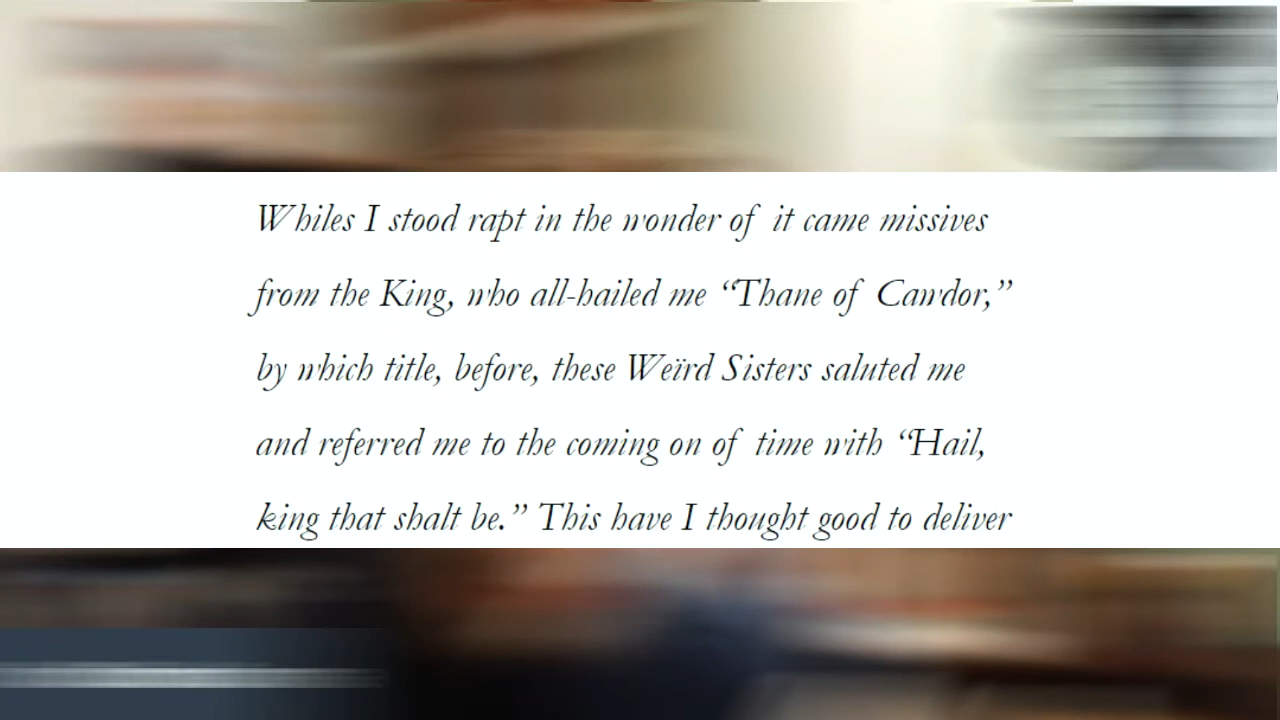 Whiles I stood rapt in the wonder of it came missives
from the King, who all-hailed me “Thane of Cawdor,”
by which title, before, these Weïrd Sisters saluted me
and referred me to the coming on of time with “Hail,
king that shalt be.” This have I thought good to deliver